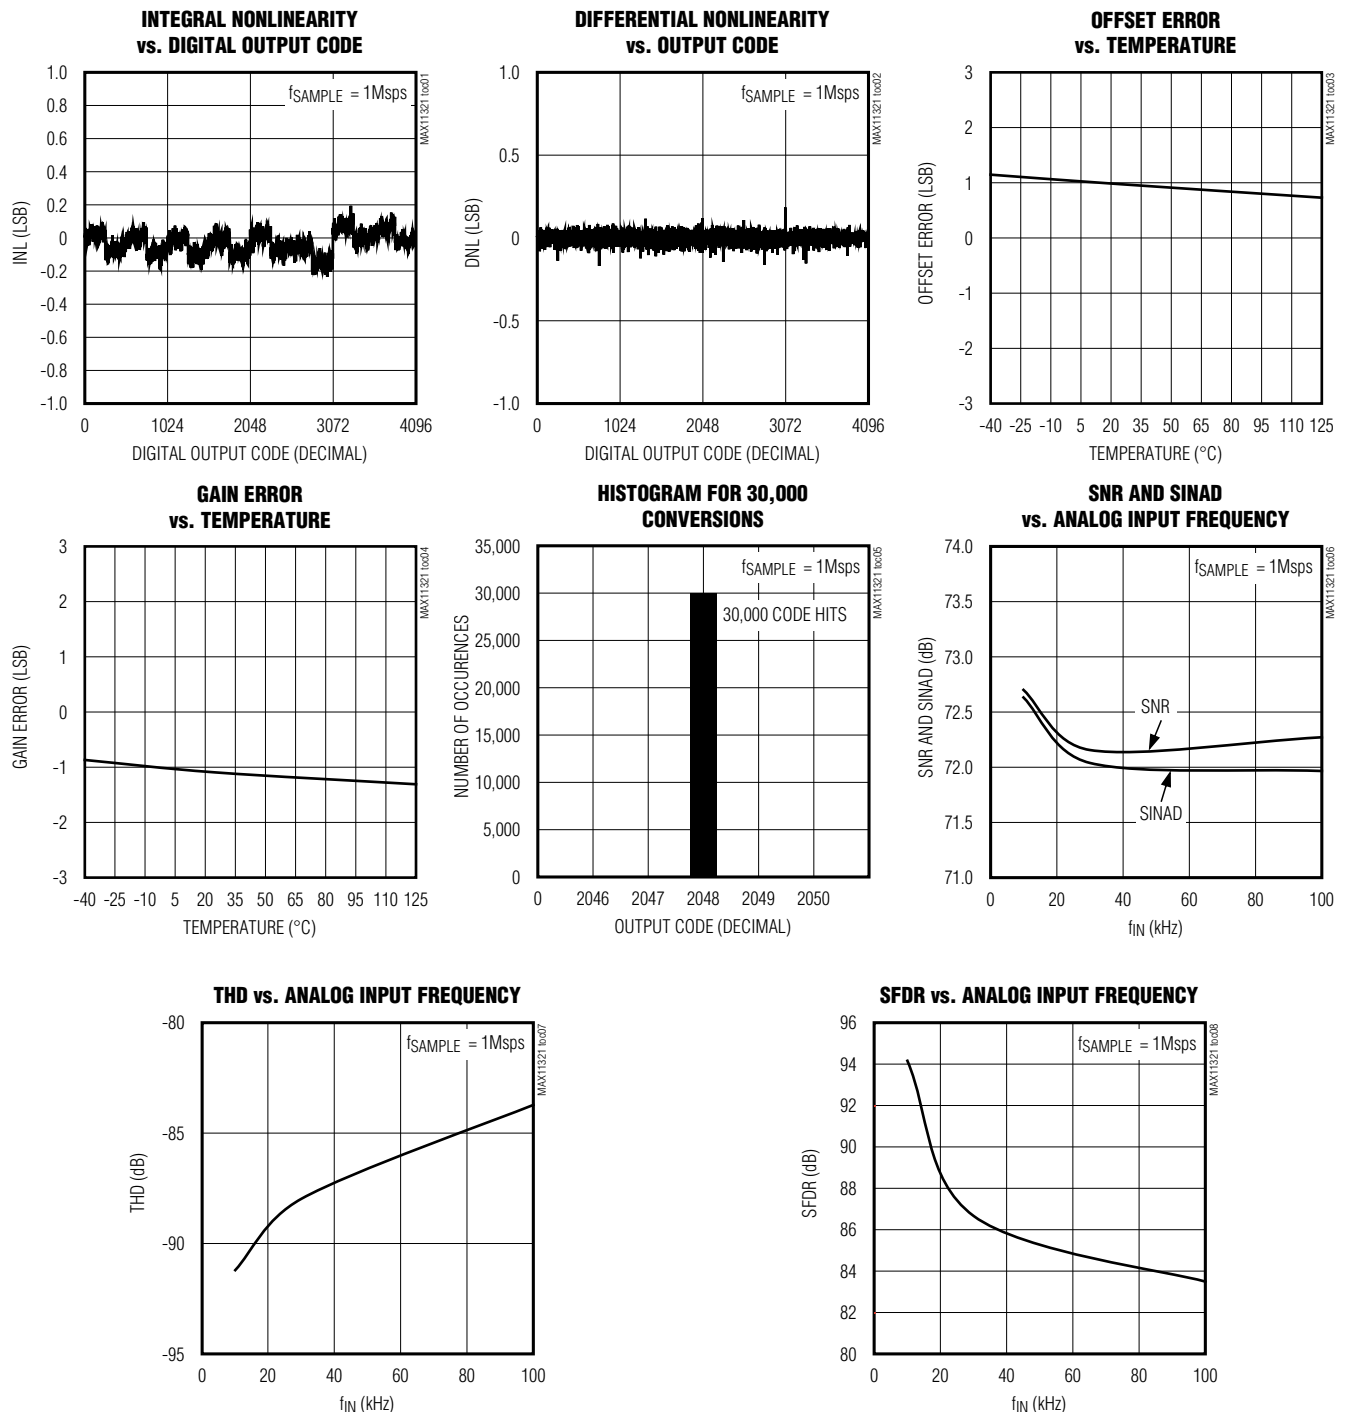 INTEGRAL NONLINEARITY
vs. DIGITAL OUTPUT CODE
MAX11321 toc01
fSAMPLE = 1Msps
INL (LSB)
1.0
0.8
0.6
0.4
0.2
0
-0.2
-0.4
-0.6
-0.8
-1.0
0 1024 2048 3072 4096
DIGITAL OUTPUT CODE (DECIMAL)
DIFFERENTIAL NONLINEARITY
vs. OUTPUT CODE
MAX11321 toc02
fSAMPLE = 1Msps
DNL (LSB)
1.0
0.5
0
-0.5
-1.0
0 1024 2048 3072 4096
DIGITAL OUTPUT CODE (DECIMAL)
OFFSET ERROR
vs. TEMPERATURE
MAX11321 toc03
OFFSET ERROR (LSB)
3
2
1
0
-1
-2
-3
-40 -25 -10 5 20 35 50 65 80 95 110 125
TEMPERATURE (°C)
GAIN ERROR
vs. TEMPERATURE
MAX11321 toc04
GAIN ERROR (LSB)
3
2
1
0
-1
-2
-3
-40 -25 -10 5 20 35 50 65 80 95 110 125
TEMPERATURE (°C)
HISTOGRAM FOR 30,000
CONVERSIONS
MAX11321 toc05
fSAMPLE = 1Msps
30,000 CODE HITS
NUMBER OF OCCURENCES
35,000
30,000
25,000
20,000
15,000
10,000
5,000
0
0 2046 2047 2048 2049 2050
OUTPUT CODE (DECIMAL)
SNR AND SINAD
vs. ANALOG INPUT FREQUENCY
MAX11321 toc06
fSAMPLE = 1Msps
SNR AND SINAD (dB)
74.0
73.5
73.0
72.5
72.0
71.5
71.0
SNR
SINAD
0 20 40 60 80 100
fIN (kHz)
THD vs. ANALOG INPUT FREQUENCY
MAX11321 toc07
fSAMPLE = 1Msps
THD (dB)
-80
-85
-90
-95
0 20 40 60 80 100
fIN (kHz)
SFDR vs. ANALOG INPUT FREQUENCY
MAX11321 toc08
fSAMPLE = 1Msps
SFDR (dB)
96
94
92
90
88
86
84
82
80
0 20 40 60 80 100
fIN (kHz)